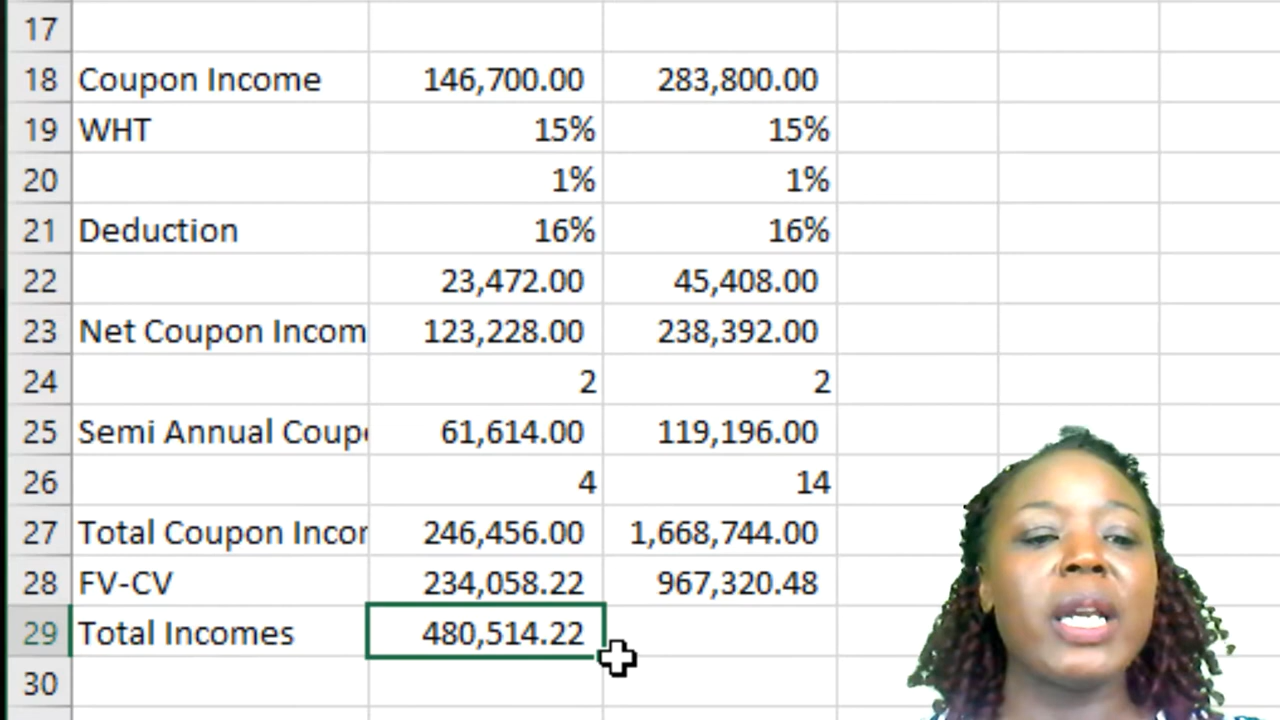 17
18 Coupon Income 146,700.00 283,800.00
19 WHT 15% 15%
20 1% 1%
21 Deduction 16% 16%
22 23,472.00 45,408.00
23 Net Coupon Incom 123,228.00 238,392.00
24 2 2
25 Semi Annual Coup 61,614.00 119,196.00
26 4 14
27 Total Coupon Incor 246,456.00 1,668,744.00
28 FV-CV 234,058.22 967,320.48
29 Total Incomes 480,514.22
30